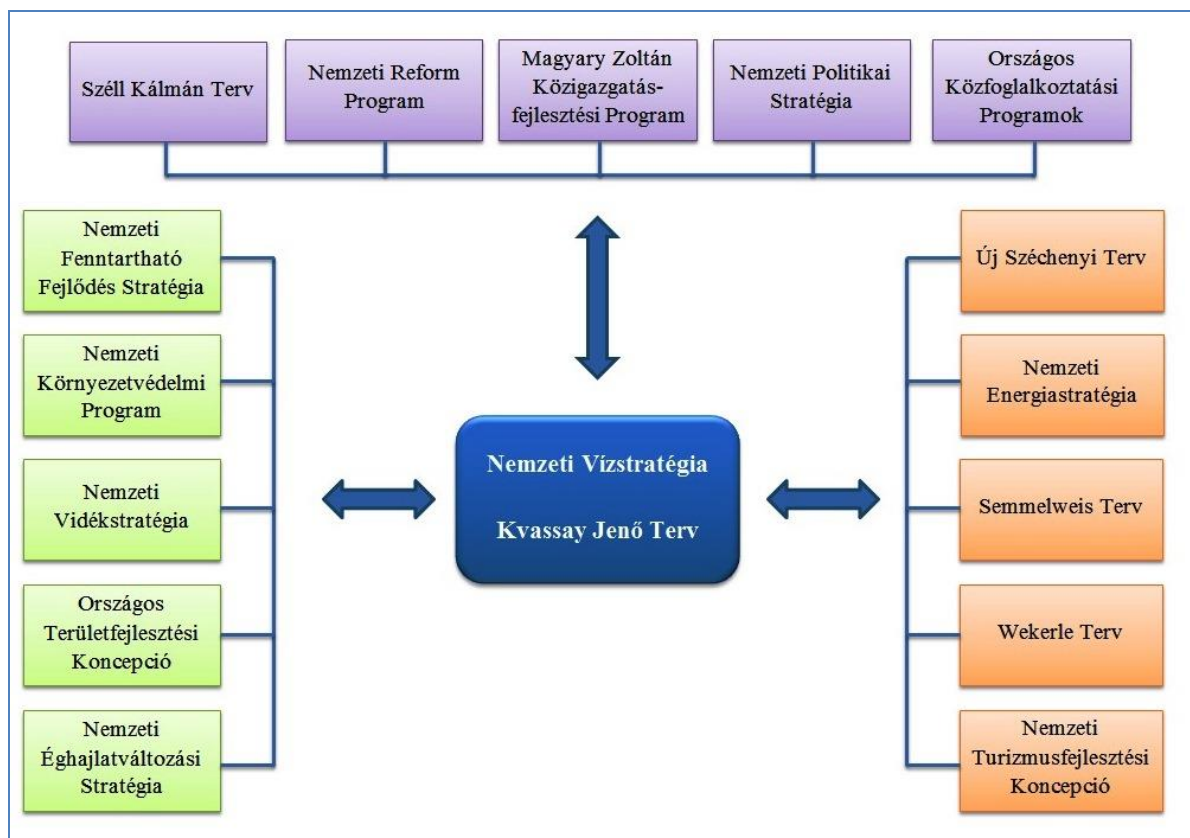 Széll Kálmán Terv
Nemzeti Reform
Program
Magyary Zoltán
Közigazgatás-
fejlesztési Program
Nemzeti Politikai
Stratégia
Országos
Közfoglalkoztatási
Programok
Nemzeti
Fenntartható
Fejlődés Stratégia
Nemzeti
Környezetvédelmi
Program
Nemzeti
Vidékstratégia
Országos
Területfejlesztési
Koncepció
Nemzeti
Éghajlatváltozási
Stratégia
Nemzeti Vízstratégia
Kvassay Jenő Terv
Új Széchenyi Terv
Nemzeti
Energiastratégia
Semmelweis Terv
Wekerle Terv
Nemzeti
Turizmusfejlesztési
Koncepció